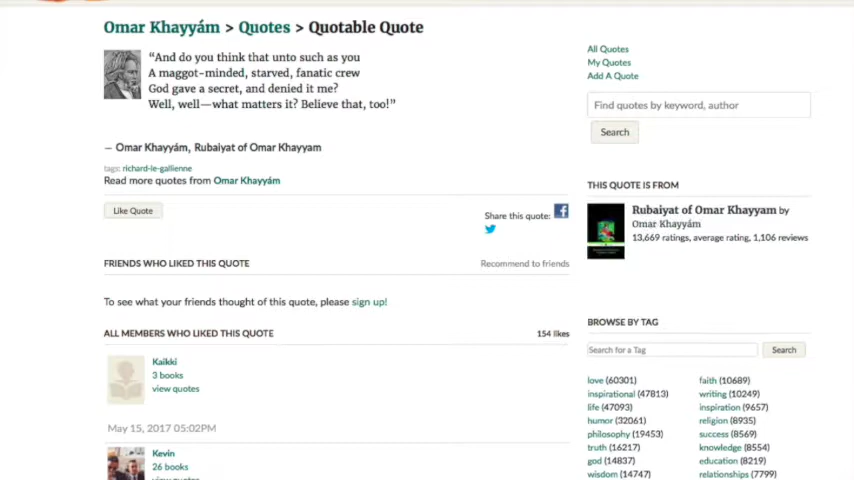 Omar Khayyám > Quotes > Quotable Quote
“And do you think that unto such as you
A maggot-minded, starved, fanatic crew
God gave a secret, and denied it me?
Well, well—what matters it? Believe that, too!”
— Omar Khayyám, Rubaiyat of Omar Khayyam
tags: richard-le-gallienne
Read more quotes from Omar Khayyám
Like Quote
Share this quote:
FRIENDS WHO LIKED THIS QUOTE
Recommend to friends
To see what your friends thought of this quote, please sign up!
ALL MEMBERS WHO LIKED THIS QUOTE
154 likes
Kaikki
3 books
view quotes
May 15, 2017 05:02PM
Kevin
26 books
view quotes
All Quotes
My Quotes
Add A Quote
Find quotes by keyword, author
Search
THIS QUOTE IS FROM
Rubaiyat of Omar Khayyam by
Omar Khayyám
13,669 ratings, average rating, 1,106 reviews
BROWSE BY TAG
Search for a Tag
Search
love (60301)
inspirational (47813)
life (47093)
humor (32061)
philosophy (19453)
truth (16217)
god (14837)
wisdom (14747)
faith (10689)
writing (10249)
inspiration (9657)
religion (8935)
success (8569)
knowledge (8554)
education (8219)
relationships (7799)